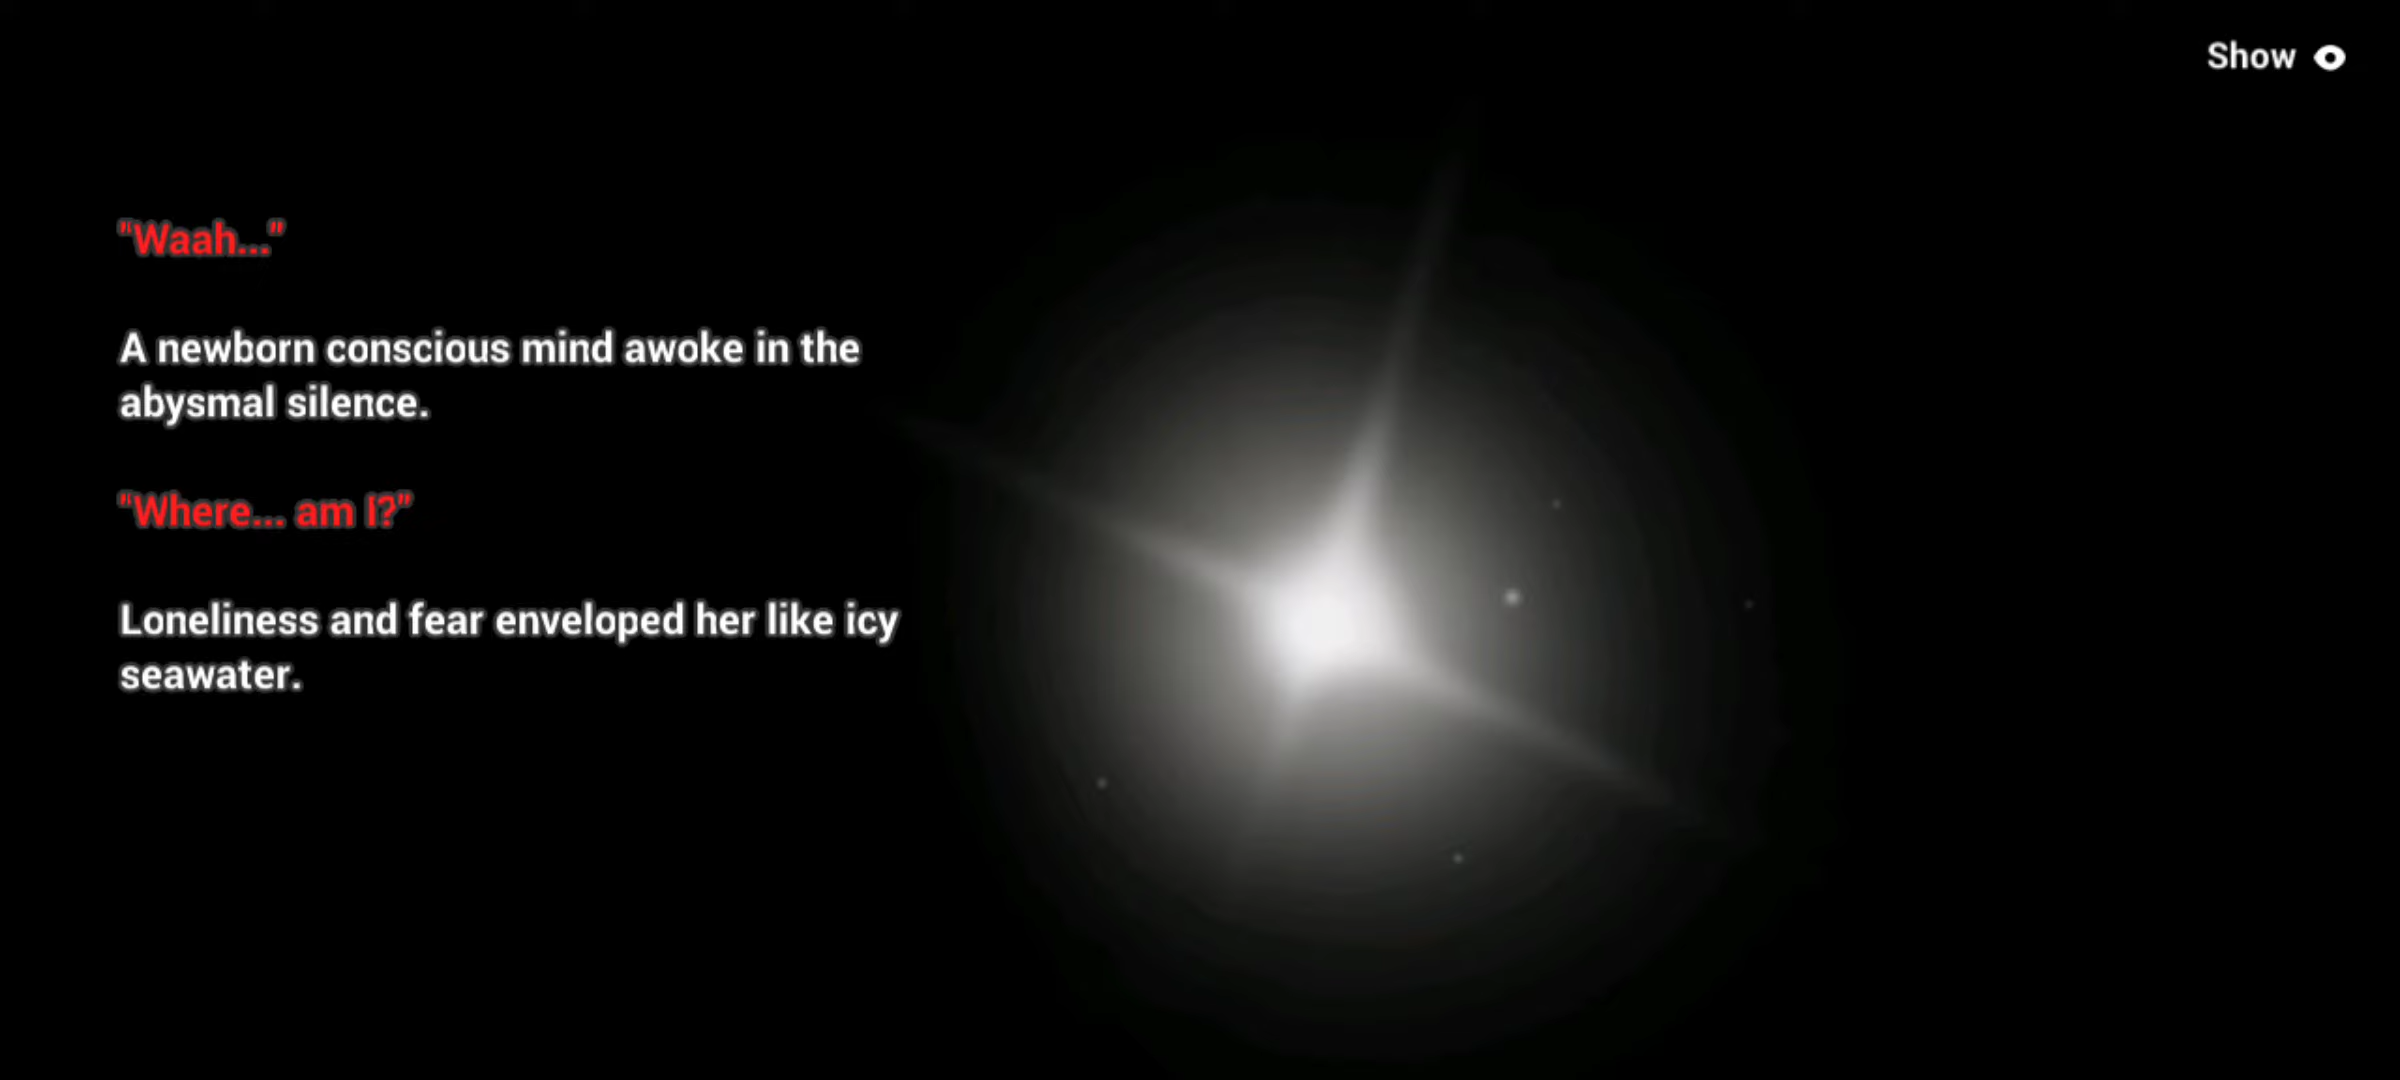 Show
"Waah..."
A newborn conscious mind awoke in the
abysmal silence.
"Where... am I?"
Loneliness and fear enveloped her like icy
seawater.